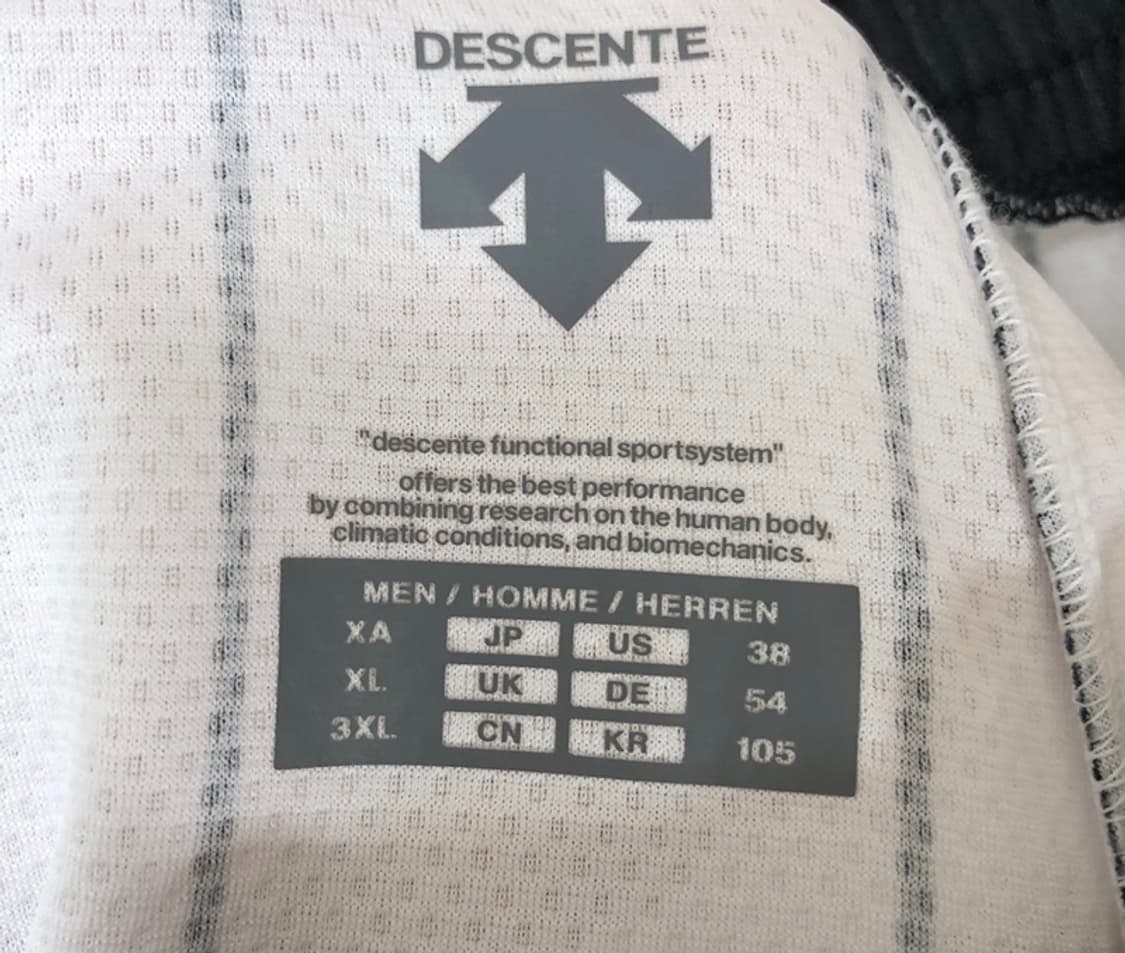 DESCENTE
"descente functional sportsystem"
offers the best performance
by combining research on the human body,
climatic conditions, and biomechanics.
MEN / HOMME / HERREN
XA JP US 38
XL UK DE 54
3XL CN KR 105